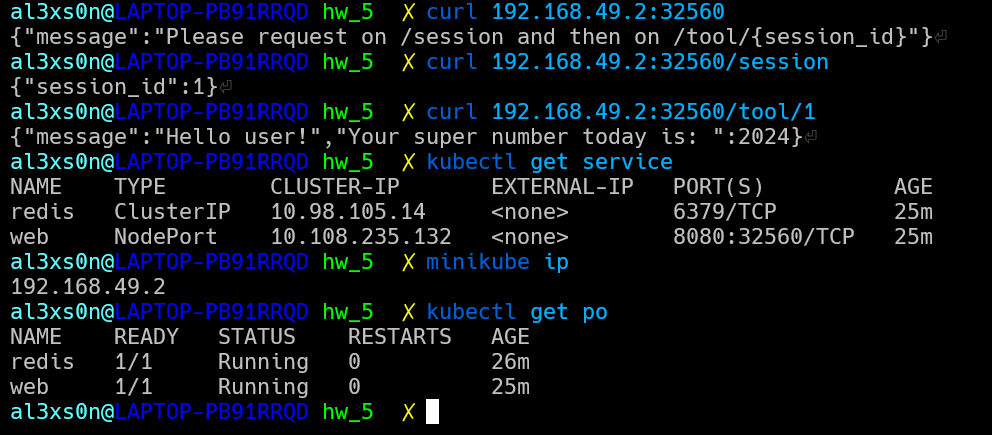 al3xs0n@LAPTOP-PB91RRQD hw_5 ✗ curl 192.168.49.2:32560
{"message":"Please request on /session and then on /tool/{session_id}"}⏎
al3xs0n@LAPTOP-PB91RRQD hw_5 ✗ curl 192.168.49.2:32560/session
{"session_id":1}⏎
al3xs0n@LAPTOP-PB91RRQD hw_5 ✗ curl 192.168.49.2:32560/tool/1
{"message":"Hello user!","Your super number today is: ":2024}⏎
al3xs0n@LAPTOP-PB91RRQD hw_5 ✗ kubectl get service
NAME TYPE CLUSTER-IP EXTERNAL-IP PORT(S) AGE
redis ClusterIP 10.98.105.14 <none> 6379/TCP 25m
web NodePort 10.108.235.132 <none> 8080:32560/TCP 25m
al3xs0n@LAPTOP-PB91RRQD hw_5 ✗ minikube ip
192.168.49.2
al3xs0n@LAPTOP-PB91RRQD hw_5 ✗ kubectl get po
NAME READY STATUS RESTARTS AGE
redis 1/1 Running 0 26m
web 1/1 Running 0 25m
al3xs0n@LAPTOP-PB91RRQD hw_5 ✗